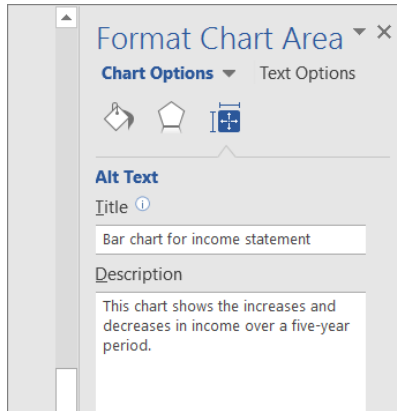 Format Chart Area
Chart Options Text Options
Alt Text
Title
Bar chart for income statement
Description
This chart shows the increases and
decreases in income over a five-year
period.